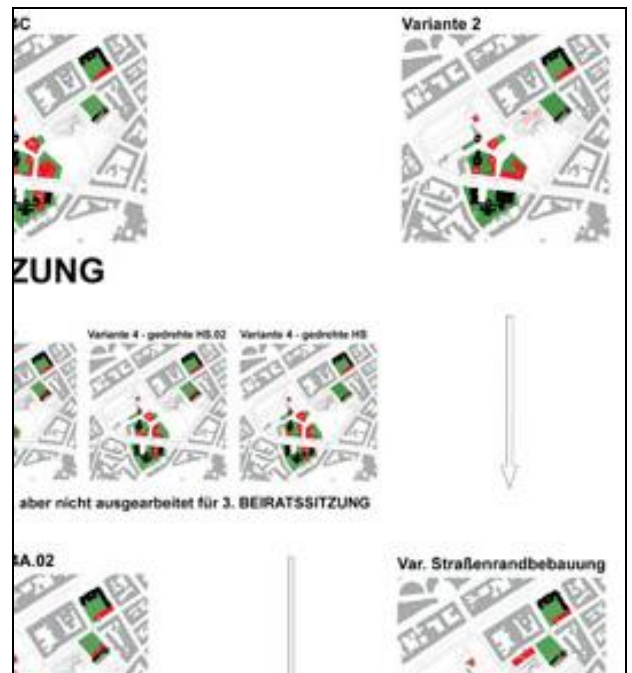 4C
Variante 2
ZUNG
Variante 4 - gedrehte HS.02
Variante 4 - gedrehte HS
aber nicht ausgearbeitet für 3. BEIRATSSITZUNG
4A.02
Var. Straßenrandbebauung